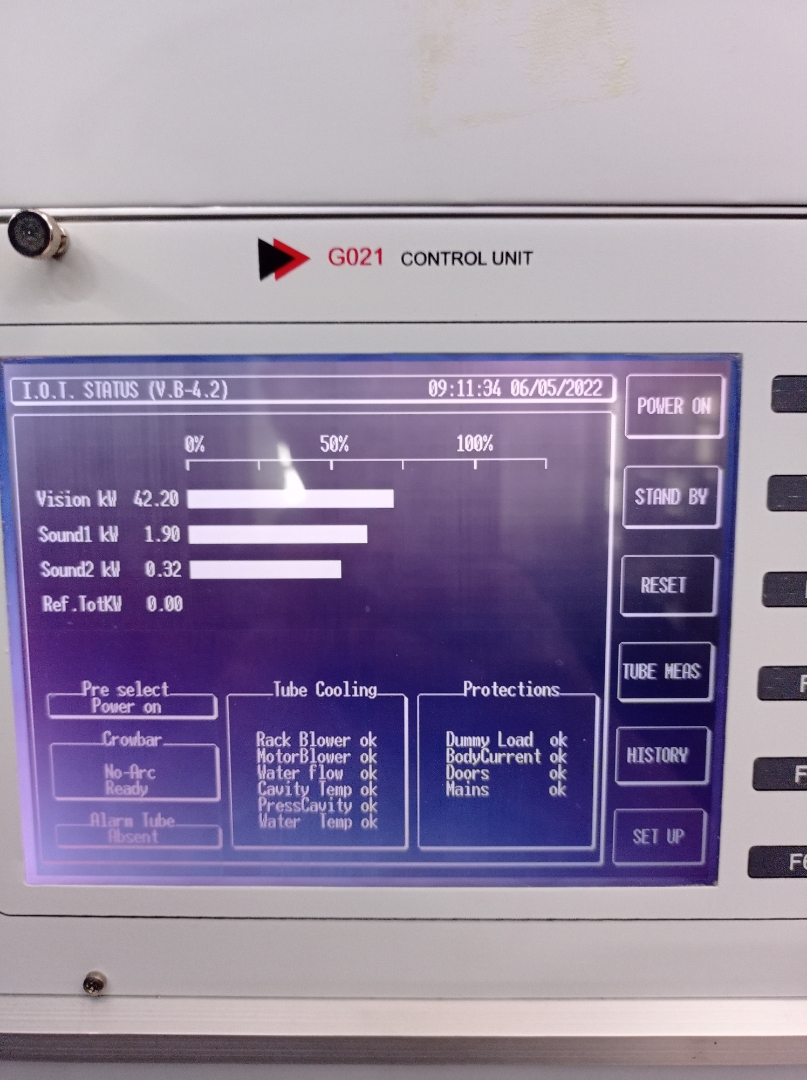 G021 CONTROL UNIT
I.O.T. STATUS (V.B-4.2) 09:11:34 06/05/2022
POWER ON
0% 50% 100%
Vision kW 42.20
STAND BY
Sound1 kW 1.90
Sound2 kW 0.32
RESET
Ref.TotKW 0.00
TUBE MEAS
Pre select
Power on
Tube Cooling
Protections
Crowbar
No-Arc
Ready
Rack Blower ok
MotorBlower ok
Water flow ok
Cavity Temp ok
PressCavity ok
Water Temp ok
Dummy Load ok
BodyCurrent ok
Doors ok
Mains ok
HISTORY
Alarm Tube
Absent
SET UP
F6